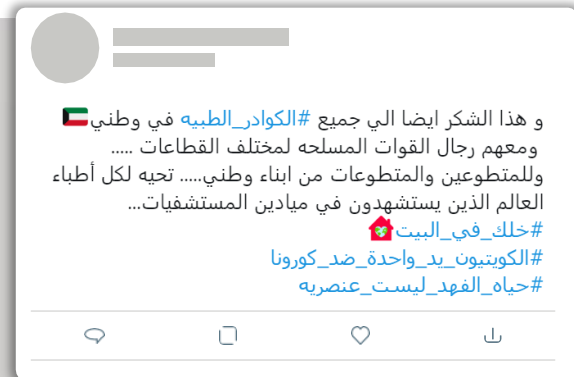 و هذا الشكر ايضا الي جميع #الكوادر_الطبيه في وطني🇰🇼
ومعهم رجال القوات المسلحه لمختلف القطاعات .....
وللمتطوعين والمتطوعات من ابناء وطني..... تحيه لكل أطباء
العالم الذين يستشهدون في ميادين المستشفيات...
#خلك_في_البيت🏠
#الكويتيون_يد_واحدة_ضد_كورونا
#حياه_الفهد_ليست_عنصريه